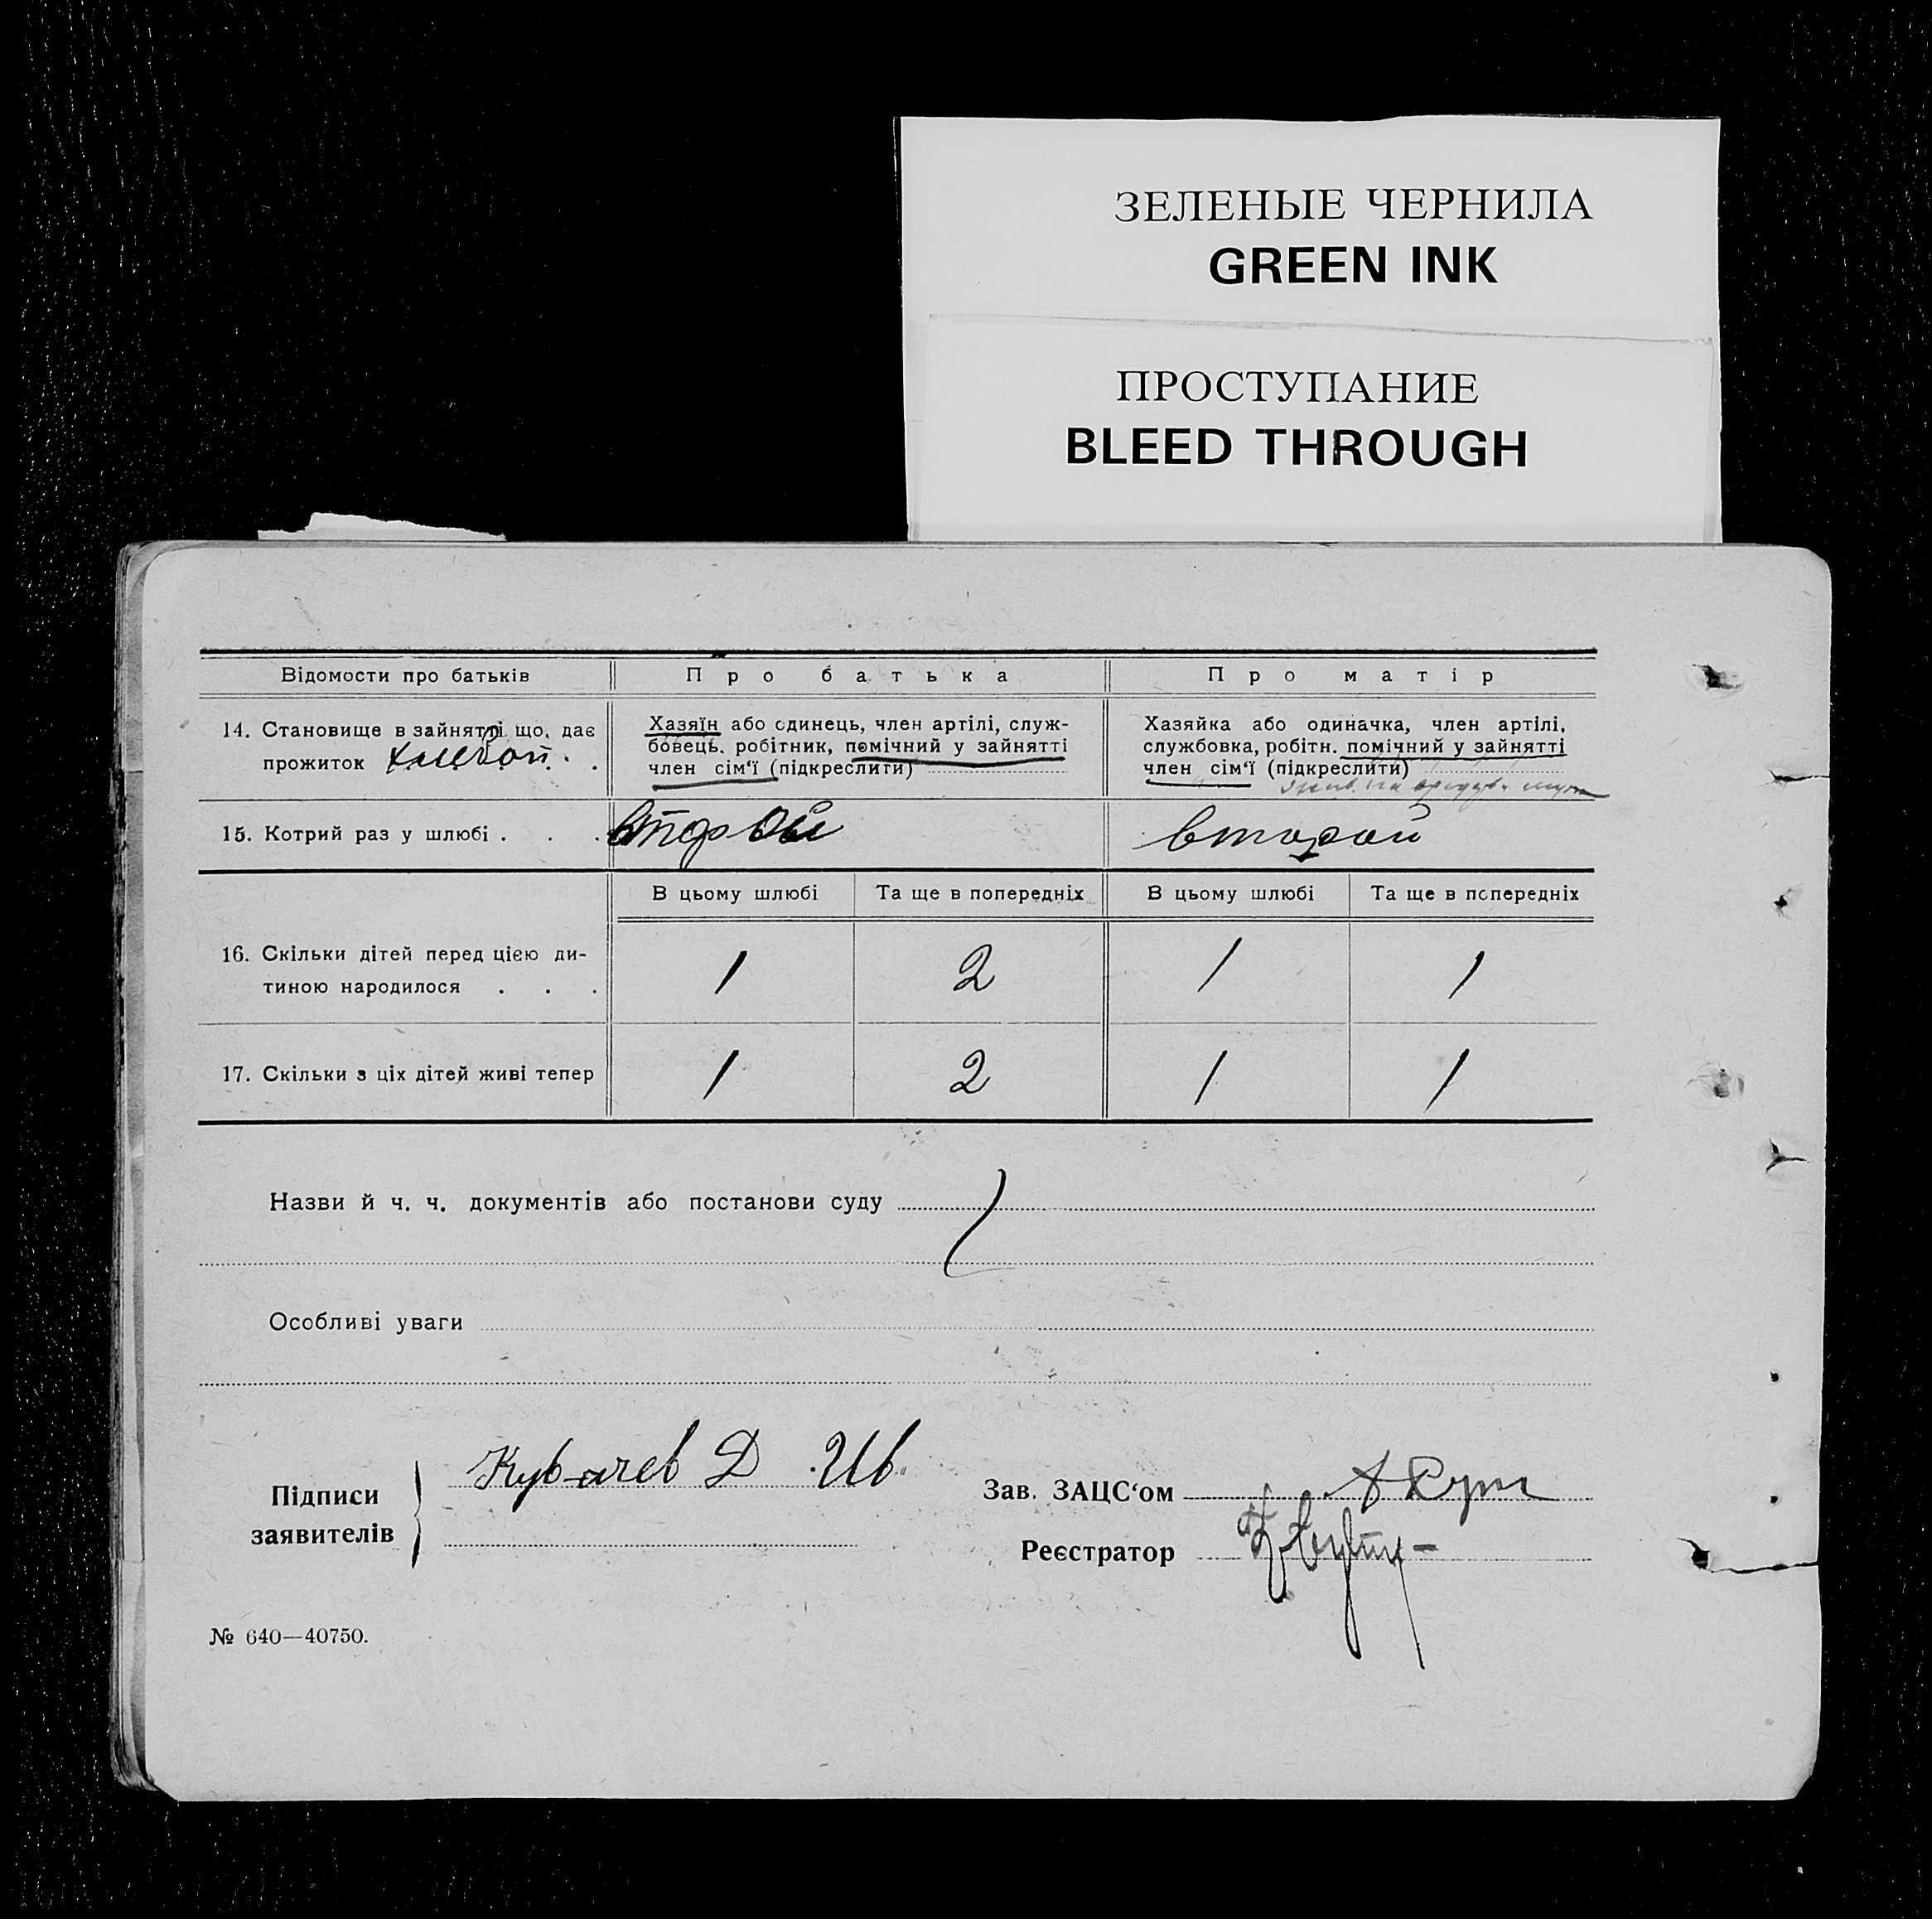 ЗЕЛЕНЫЕ ЧЕРНИЛА
GREEN INK
ПРОСТУПАНИЕ
BLEED THROUGH
Відомости про батьків
Про батька
Про матір
14. Становище в зайнятті що, дає
прожиток
Хазяїн або одинець, член артілі, служ-
бовець. робітник, помічний у зайнятті
член сім‘ї (підкреслити)
Хазяйка або одиначка, член артілі,
службовка, робітн. помічний у зайнятті
член сім‘ї (підкреслити)
15. Котрий раз у шлюбі . . .
второй
второй
В цьому шлюбі
Та ще в попередніх
В цьому шлюбі
Та ще в попередніх
16. Скільки дітей перед цією ди-
тиною народилося . . .
1
2
1
1
17. Скільки з ціх дітей живі тепер
1
2
1
1
Назви й ч. ч. документів або постанови суду
Особливі уваги
Підписи
заявителів
Д Ив.
Зав. ЗАЦС‘ом
Реєстратор
№ 640—40750.